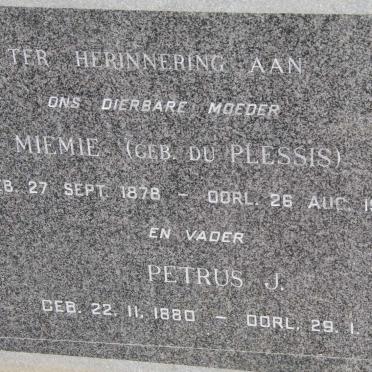 TER HERINNERING AAN
ONS DIERBARE MOEDER
MIEMIE (GEB. DU PLESSIS)
EB. 27 SEPT. 1878 – OORL. 26 AUG. 19
EN VADER
PETRUS J.
GEB. 22. 11. 1880 – OORL. 29. 1.